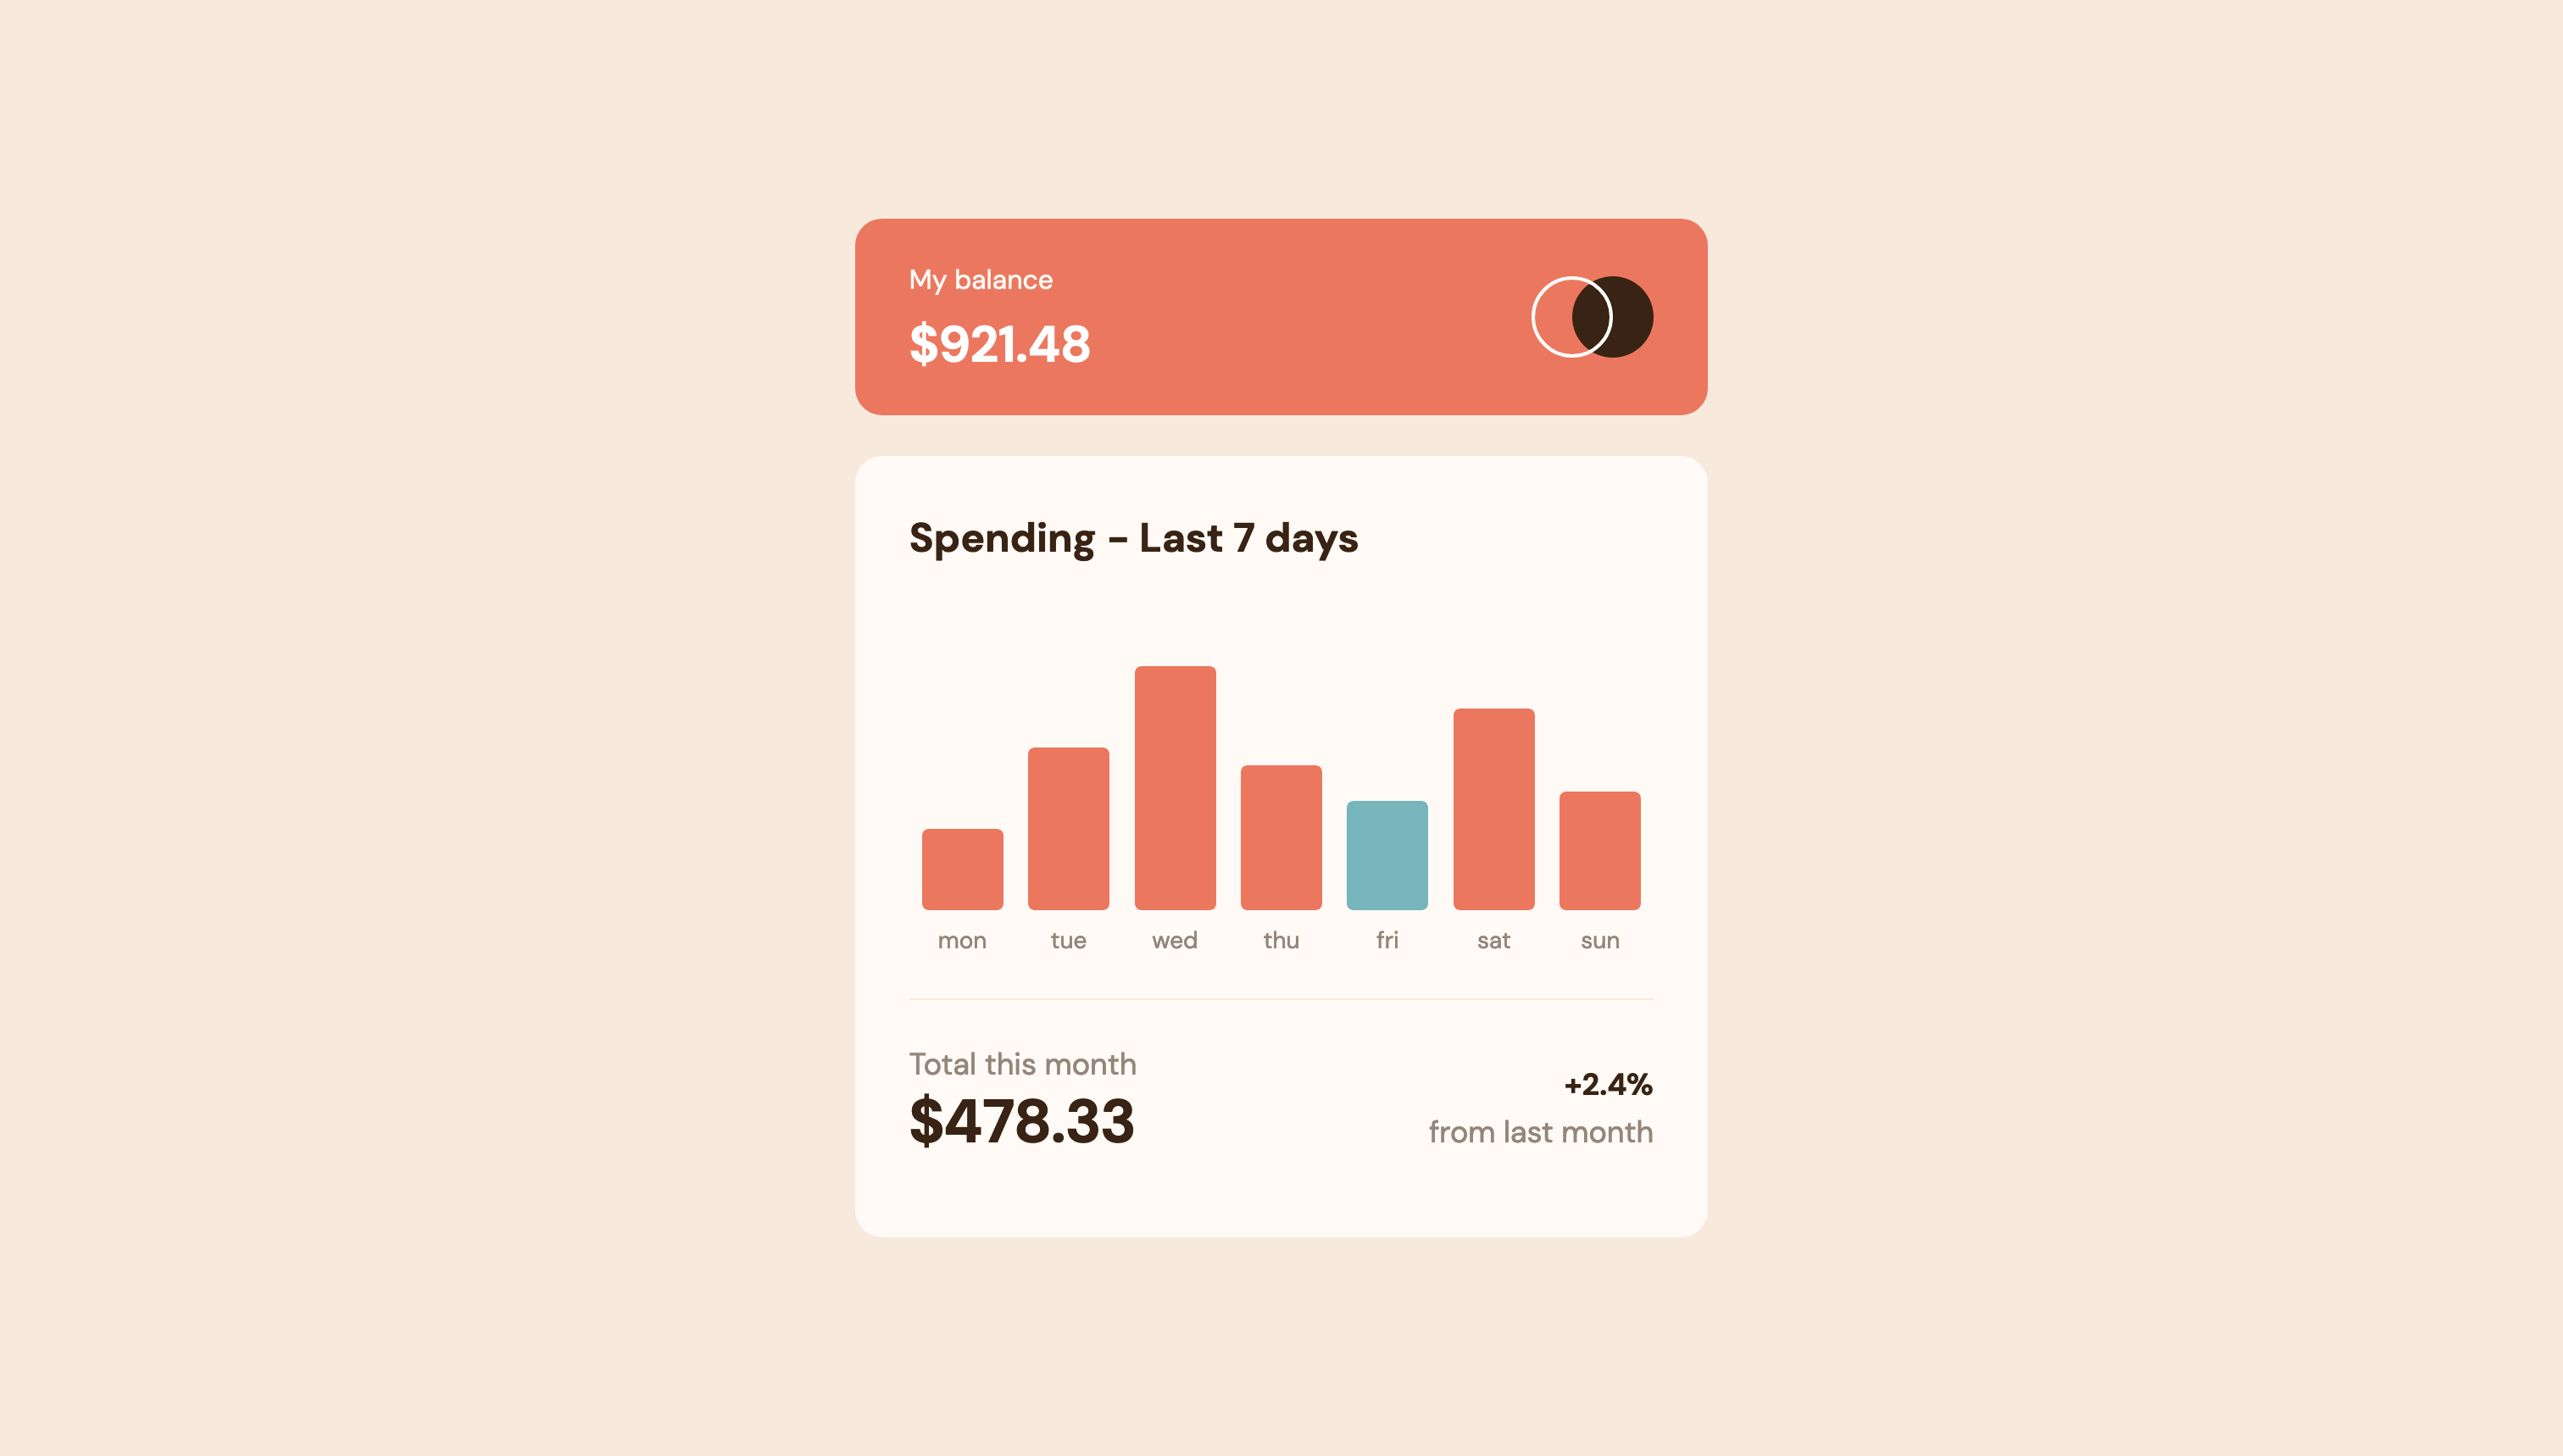 My balance
$921.48
Spending - Last 7 days
mon tue wed thu fri sat sun
Total this month
$478.33
+2.4%
from last month